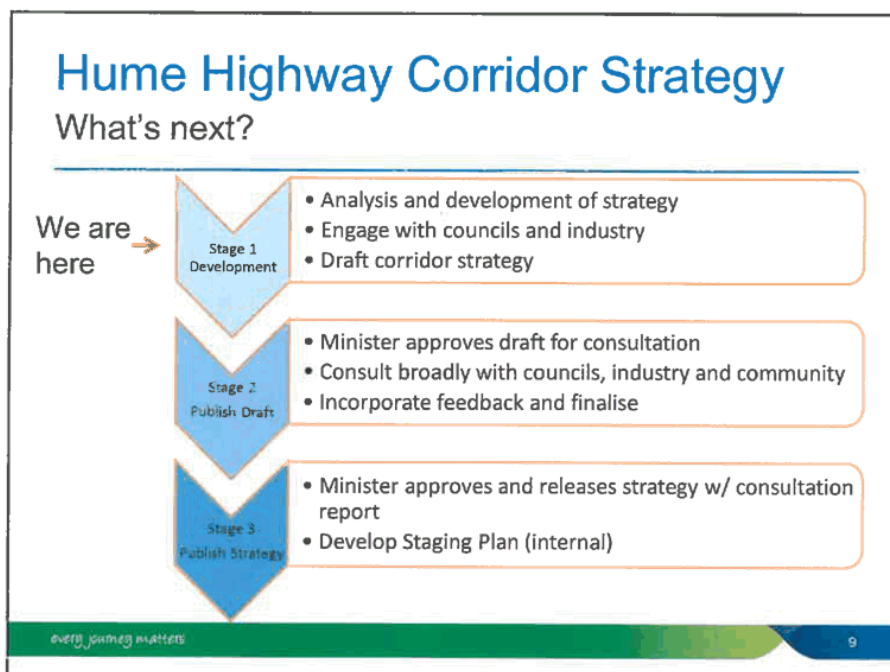 Hume Highway Corridor Strategy
What's next?
We are
here
Stage 1
Development
• Analysis and development of strategy
• Engage with councils and industry
• Draft corridor strategy
Stage 2
Publish Draft
• Minister approves draft for consultation
• Consult broadly with councils, industry and community
• Incorporate feedback and finalise
Stage 3
Publish Strategy
• Minister approves and releases strategy w/ consultation
report
• Develop Staging Plan (internal)
every journey matters
9